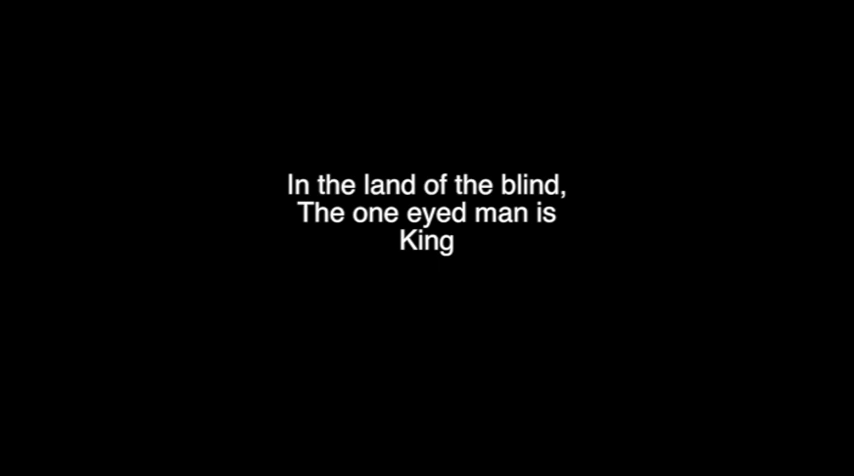 In the land of the blind,
The one eyed man is
King